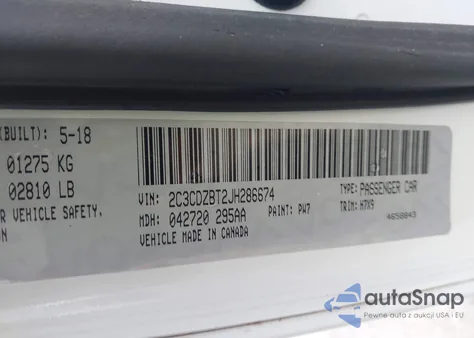 (BUILT): 5-18
01275 KG
02810 LB
R VEHICLE SAFETY,
ION
VIN: 2C3CDZBT2JH286674
TYPE: PASSENGER CAR
MDH: 042720 295AA
PAINT: PW7
TRIM: H7X9
VEHICLE MADE IN CANADA
4658843
autoSnap
Pewne auta z USA i EU